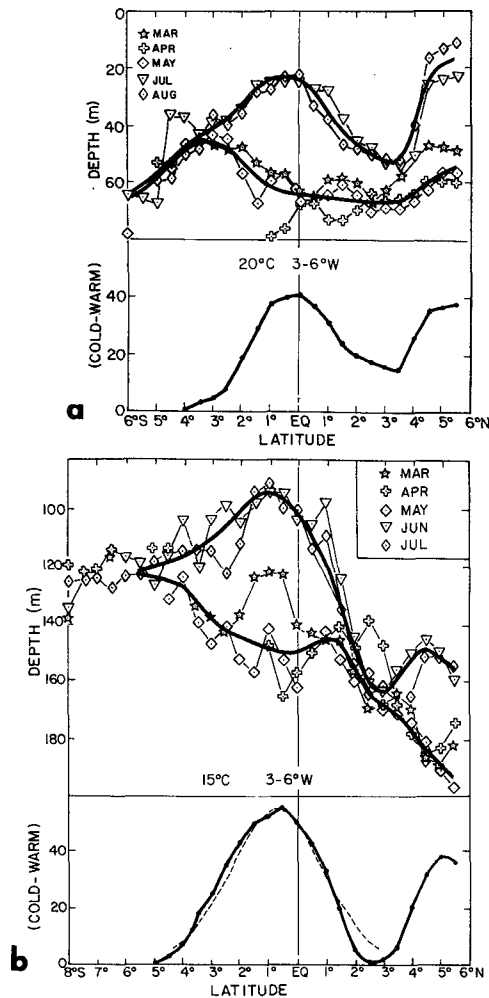 0
20
40
60
DEPTH (m)
MAR
APR
MAY
JUL
AUG
20°C 3-6°W
40
20
0
(COLD-WARM)
6°S 5° 4° 3° 2° 1° EQ 1° 2° 3° 4° 5° 6°N
LATITUDE
a
100
120
140
160
180
DEPTH (m)
MAR
APR
MAY
JUN
JUL
15°C 3-6°W
40
20
0
(COLD-WARM)
8°S 7° 6° 5° 4° 3° 2° 1° EQ 1° 2° 3° 4° 5° 6°N
LATITUDE
b